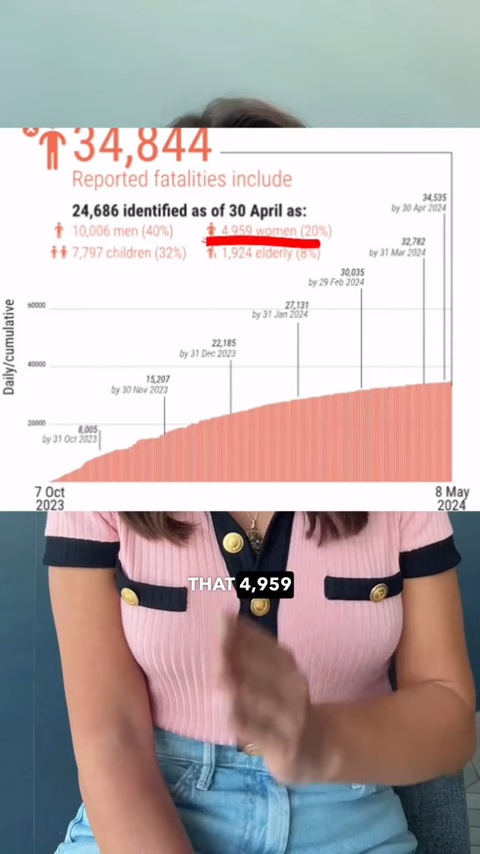 34,844
Reported fatalities include
24,686 identified as of 30 April as:
10,006 men (40%) 4,959 women (20%)
7,797 children (32%) 1,924 elderly (8%)
34,535
by 30 Apr 2024
32,782
by 31 Mar 2024
30,035
by 29 Feb 2024
27,131
by 31 Jan 2024
22,185
by 31 Dec 2023
15,207
by 30 Nov 2023
8,005
by 31 Oct 2023
Daily/cumulative
60000
40000
20000
7 Oct
2023
8 May
2024
THAT 4,959